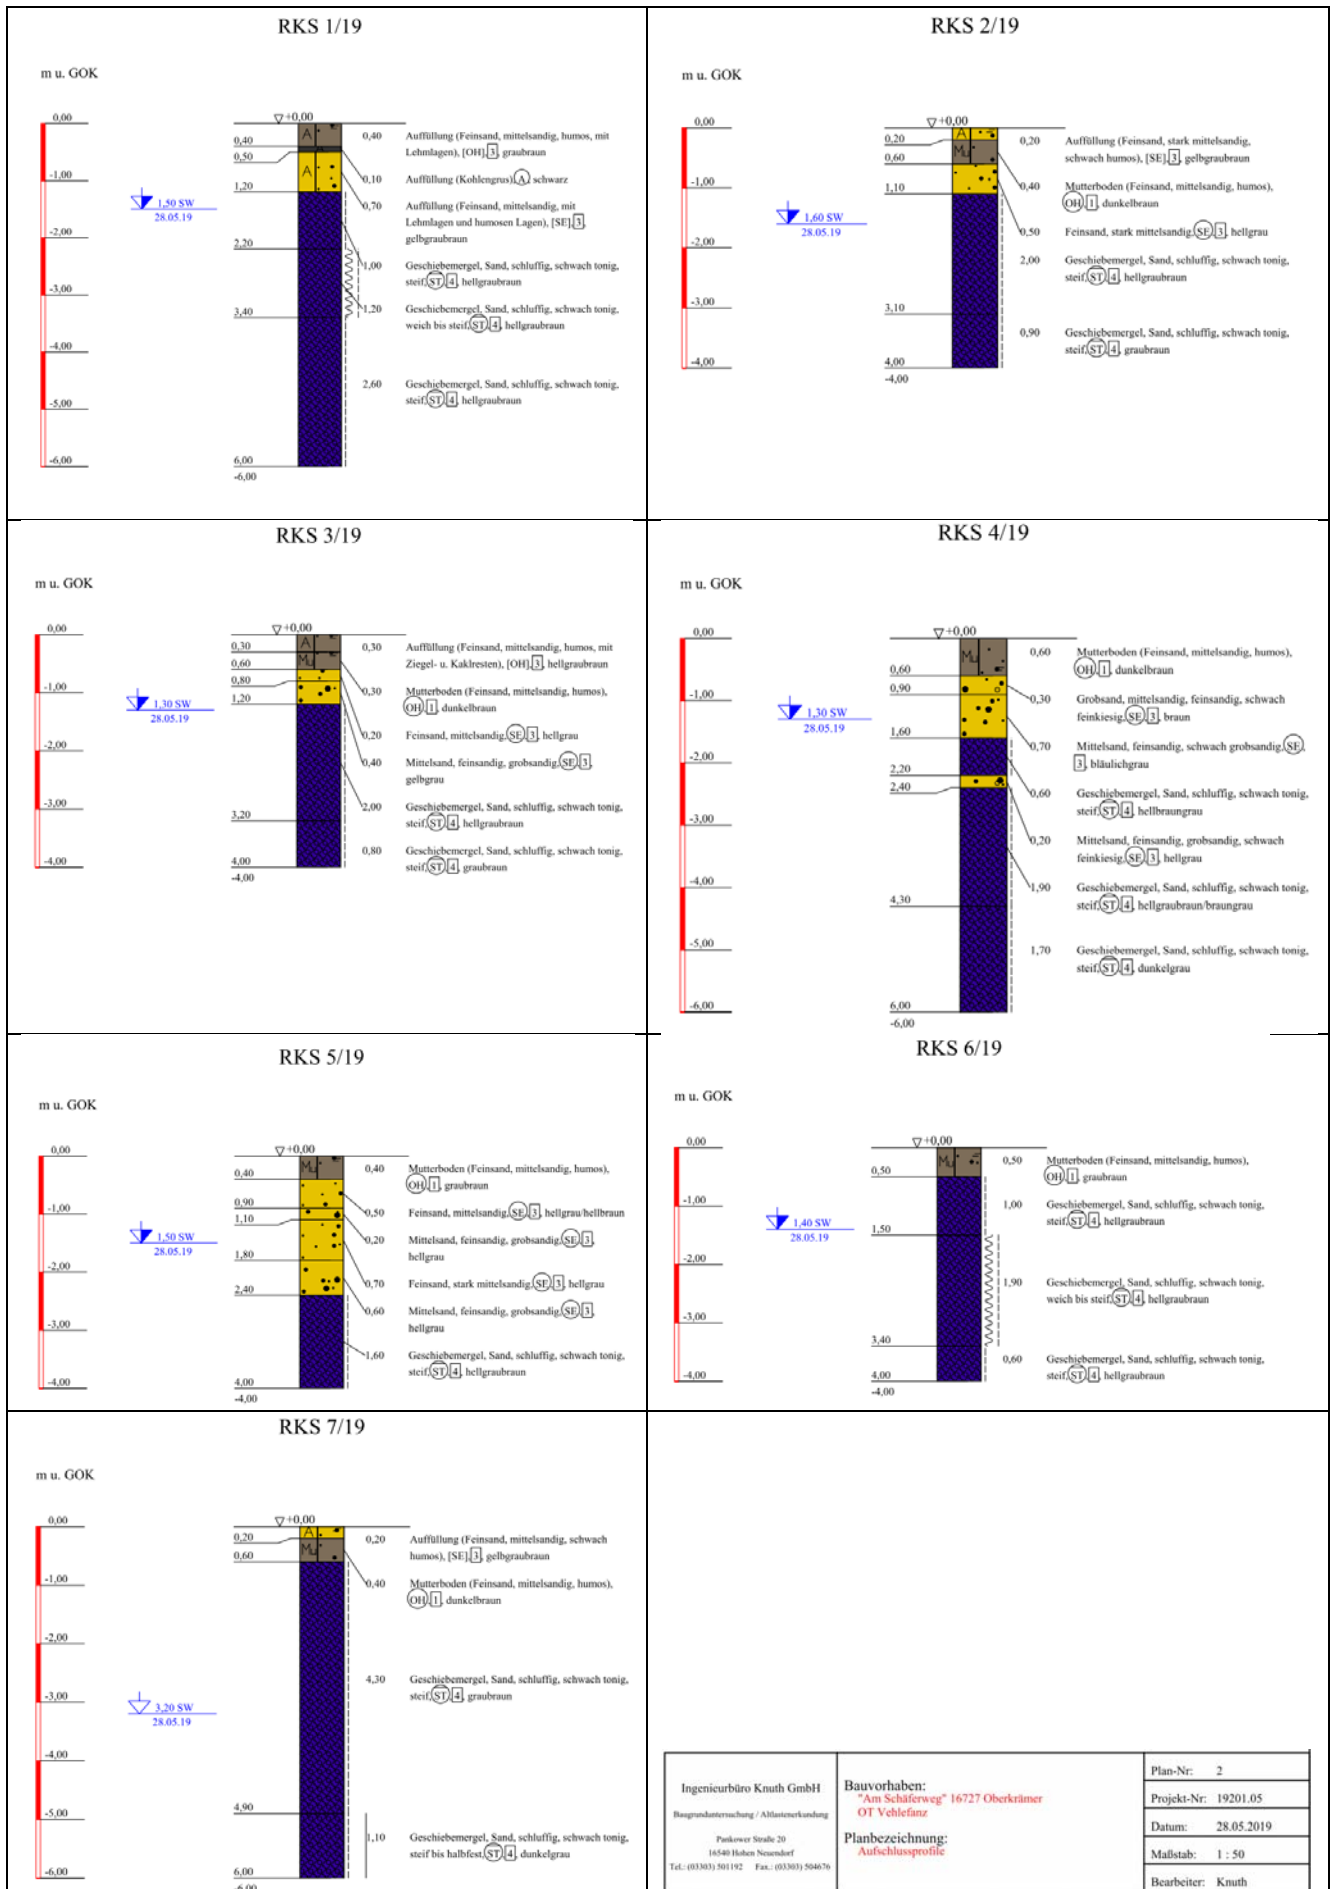 RKS 1/19
m u. GOK
0,00
-1,00
-2,00
-3,00
-4,00
-5,00
-6,00
1,50 SW
28.05.19
+0,00
0,40
0,50
1,20
2,20
3,40
6,00
-6,00
A
A
0,40 Auffüllung (Feinsand, mittelsandig, humos, mit
Lehmlagen), [OH], 3, graubraun
0,10 Auffüllung (Kohlengrus), A, schwarz
0,70 Auffüllung (Feinsand, mittelsandig, mit
Lehmlagen und humosen Lagen), [SE], 3,
gelbgraubraun
1,00 Geschiebemergel, Sand, schluffig, schwach tonig,
steif, ST, 4, hellgraubraun
1,20 Geschiebemergel, Sand, schluffig, schwach tonig,
weich bis steif, ST, 4, hellgraubraun
2,60 Geschiebemergel, Sand, schluffig, schwach tonig,
steif, ST, 4, hellgraubraun
RKS 2/19
m u. GOK
0,00
-1,00
-2,00
-3,00
-4,00
1,60 SW
28.05.19
+0,00
0,20
0,60
1,10
3,10
4,00
-4,00
A
Mu
0,20 Auffüllung (Feinsand, stark mittelsandig,
schwach humos), [SE], 3, gelbgraubraun
0,40 Mutterboden (Feinsand, mittelsandig, humos),
OH, 1, dunkelbraun
0,50 Feinsand, stark mittelsandig, SE, 3, hellgrau
2,00 Geschiebemergel, Sand, schluffig, schwach tonig,
steif, ST, 4, hellgraubraun
0,90 Geschiebemergel, Sand, schluffig, schwach tonig,
steif, ST, 4, graubraun
RKS 3/19
m u. GOK
0,00
-1,00
-2,00
-3,00
-4,00
1,30 SW
28.05.19
+0,00
0,30
0,60
0,80
1,20
3,20
4,00
-4,00
A
Mu
0,30 Auffüllung (Feinsand, mittelsandig, humos, mit
Ziegel- u. Kaklresten), [OH], 3, hellgraubraun
0,30 Mutterboden (Feinsand, mittelsandig, humos),
OH, 1, dunkelbraun
0,20 Feinsand, mittelsandig, SE, 3, hellgrau
0,40 Mittelsand, feinsandig, grobsandig, SE, 3,
gelbgrau
2,00 Geschiebemergel, Sand, schluffig, schwach tonig,
steif, ST, 4, hellgraubraun
0,80 Geschiebemergel, Sand, schluffig, schwach tonig,
steif, ST, 4, graubraun
RKS 4/19
m u. GOK
0,00
-1,00
-2,00
-3,00
-4,00
-5,00
-6,00
1,30 SW
28.05.19
+0,00
0,60
0,90
1,60
2,20
2,40
4,30
6,00
-6,00
Mu
0,60 Mutterboden (Feinsand, mittelsandig, humos),
OH, 1, dunkelbraun
0,30 Grobsand, mittelsandig, feinsandig, schwach
feinkiesig, SE, 3, braun
0,70 Mittelsand, feinsandig, schwach grobsandig, SE,
3, bläulichgrau
0,60 Geschiebemergel, Sand, schluffig, schwach tonig,
steif, ST, 4, hellbraungrau
0,20 Mittelsand, feinsandig, grobsandig, schwach
feinkiesig, SE, 3, hellgrau
1,90 Geschiebemergel, Sand, schluffig, schwach tonig,
steif, ST, 4, hellgraubraun/braungrau
1,70 Geschiebemergel, Sand, schluffig, schwach tonig,
steif, ST, 4, dunkelgrau
RKS 5/19
m u. GOK
0,00
-1,00
-2,00
-3,00
-4,00
1,50 SW
28.05.19
+0,00
0,40
0,90
1,10
1,80
2,40
4,00
-4,00
Mu
0,40 Mutterboden (Feinsand, mittelsandig, humos),
OH, 1, graubraun
0,50 Feinsand, mittelsandig, SE, 3, hellgrau/hellbraun
0,20 Mittelsand, feinsandig, grobsandig, SE, 3,
hellgrau
0,70 Feinsand, stark mittelsandig, SE, 3, hellgrau
0,60 Mittelsand, feinsandig, grobsandig, SE, 3,
hellgrau
1,60 Geschiebemergel, Sand, schluffig, schwach tonig,
steif, ST, 4, hellgraubraun
RKS 6/19
m u. GOK
0,00
-1,00
-2,00
-3,00
-4,00
1,40 SW
28.05.19
+0,00
0,50
1,50
3,40
4,00
-4,00
Mu
0,50 Mutterboden (Feinsand, mittelsandig, humos),
OH, 1, graubraun
1,00 Geschiebemergel, Sand, schluffig, schwach tonig,
steif, ST, 4, hellgraubraun
1,90 Geschiebemergel, Sand, schluffig, schwach tonig,
weich bis steif, ST, 4, hellgraubraun
0,60 Geschiebemergel, Sand, schluffig, schwach tonig,
steif, ST, 4, hellgraubraun
RKS 7/19
m u. GOK
0,00
-1,00
-2,00
-3,00
-4,00
-5,00
-6,00
3,20 SW
28.05.19
+0,00
0,20
0,60
4,90
6,00
-6,00
A
Mu
0,20 Auffüllung (Feinsand, mittelsandig, schwach
humos), [SE], 3, gelbgraubraun
0,40 Mutterboden (Feinsand, mittelsandig, humos),
OH, 1, dunkelbraun
4,30 Geschiebemergel, Sand, schluffig, schwach tonig,
steif, ST, 4, graubraun
1,10 Geschiebemergel, Sand, schluffig, schwach tonig,
steif bis halbfest, ST, 4, dunkelgrau
Ingenieurbüro Knuth GmbH
Baugrunduntersuchung / Altlastenerkundung
Pankower Straße 20
16540 Hohen Neuendorf
Tel.: (03303) 501192 Fax.: (03303) 504676
Bauvorhaben:
"Am Schäferweg" 16727 Oberkrämer
OT Vehlefanz
Planbezeichnung:
Aufschlussprofile
Plan-Nr: 2
Projekt-Nr: 19201.05
Datum: 28.05.2019
Maßstab: 1 : 50
Bearbeiter: Knuth